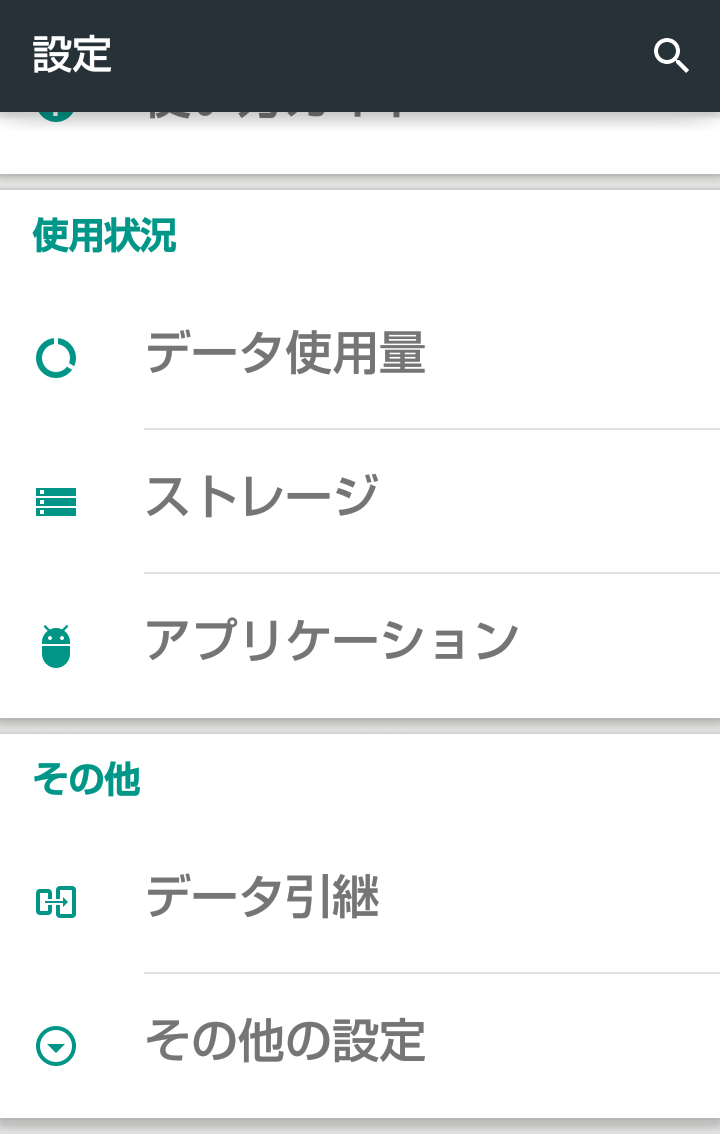 設定
使用状況
データ使用量
ストレージ
アプリケーション
その他
データ引継
その他の設定